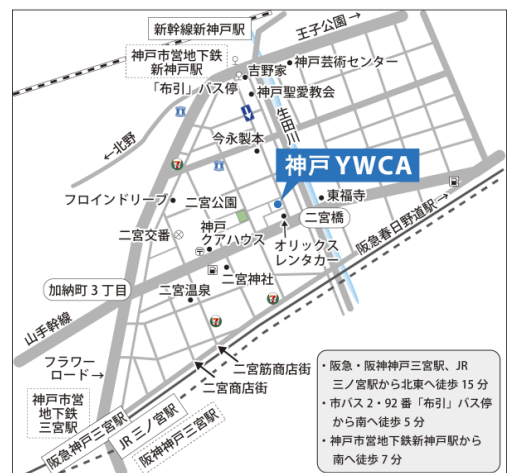 新幹線新神戸駅
王子公園→
神戸市営地下鉄
新神戸駅
神戸芸術センター
吉野家
「布引」バス停
神戸聖愛教会
生田川
←北野
今永製本
神戸 YWCA
フロインドリーブ
二宮公園
東福寺
二宮橋
阪急春日野道駅→
二宮交番
神戸
クアハウス
オリックス
レンタカー
二宮神社
加納町 3 丁目
二宮温泉
山手幹線
フラワー
ロード→
二宮筋商店街
二宮商店街
神戸市営
地下鉄
三宮駅
阪急神戸三宮駅
JR 三ノ宮駅
阪神神戸三宮駅
・阪急・阪神神戸三宮駅、JR
三ノ宮駅から北東へ徒歩 15 分
・市バス 2・92 番「布引」バス停
から南へ徒歩 5 分
・神戸市営地下鉄新神戸駅から
南へ徒歩 7 分